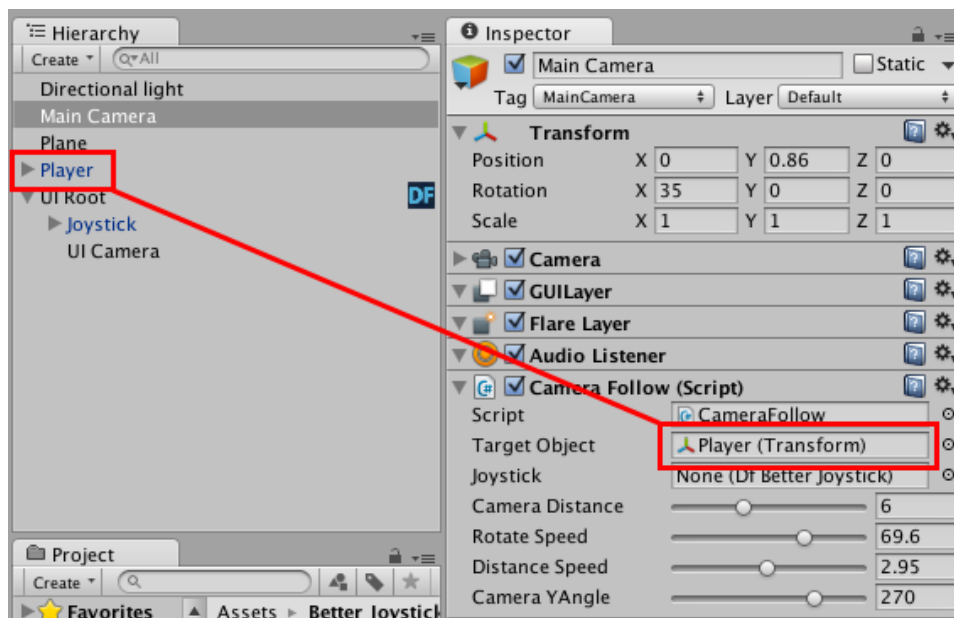 Hierarchy
Create All
Directional light
Main Camera
Plane
Player
UI Root DF
Joystick
UI Camera
Project
Create
Favorites Assets Better Joystick
Inspector
Main Camera Static
Tag MainCamera Layer Default
Transform
Position X 0 Y 0.86 Z 0
Rotation X 35 Y 0 Z 0
Scale X 1 Y 1 Z 1
Camera
GUILayer
Flare Layer
Audio Listener
Camera Follow (Script)
Script C# CameraFollow
Target Object Player (Transform)
Joystick None (Df Better Joystick)
Camera Distance 6
Rotate Speed 69.6
Distance Speed 2.95
Camera YAngle 270